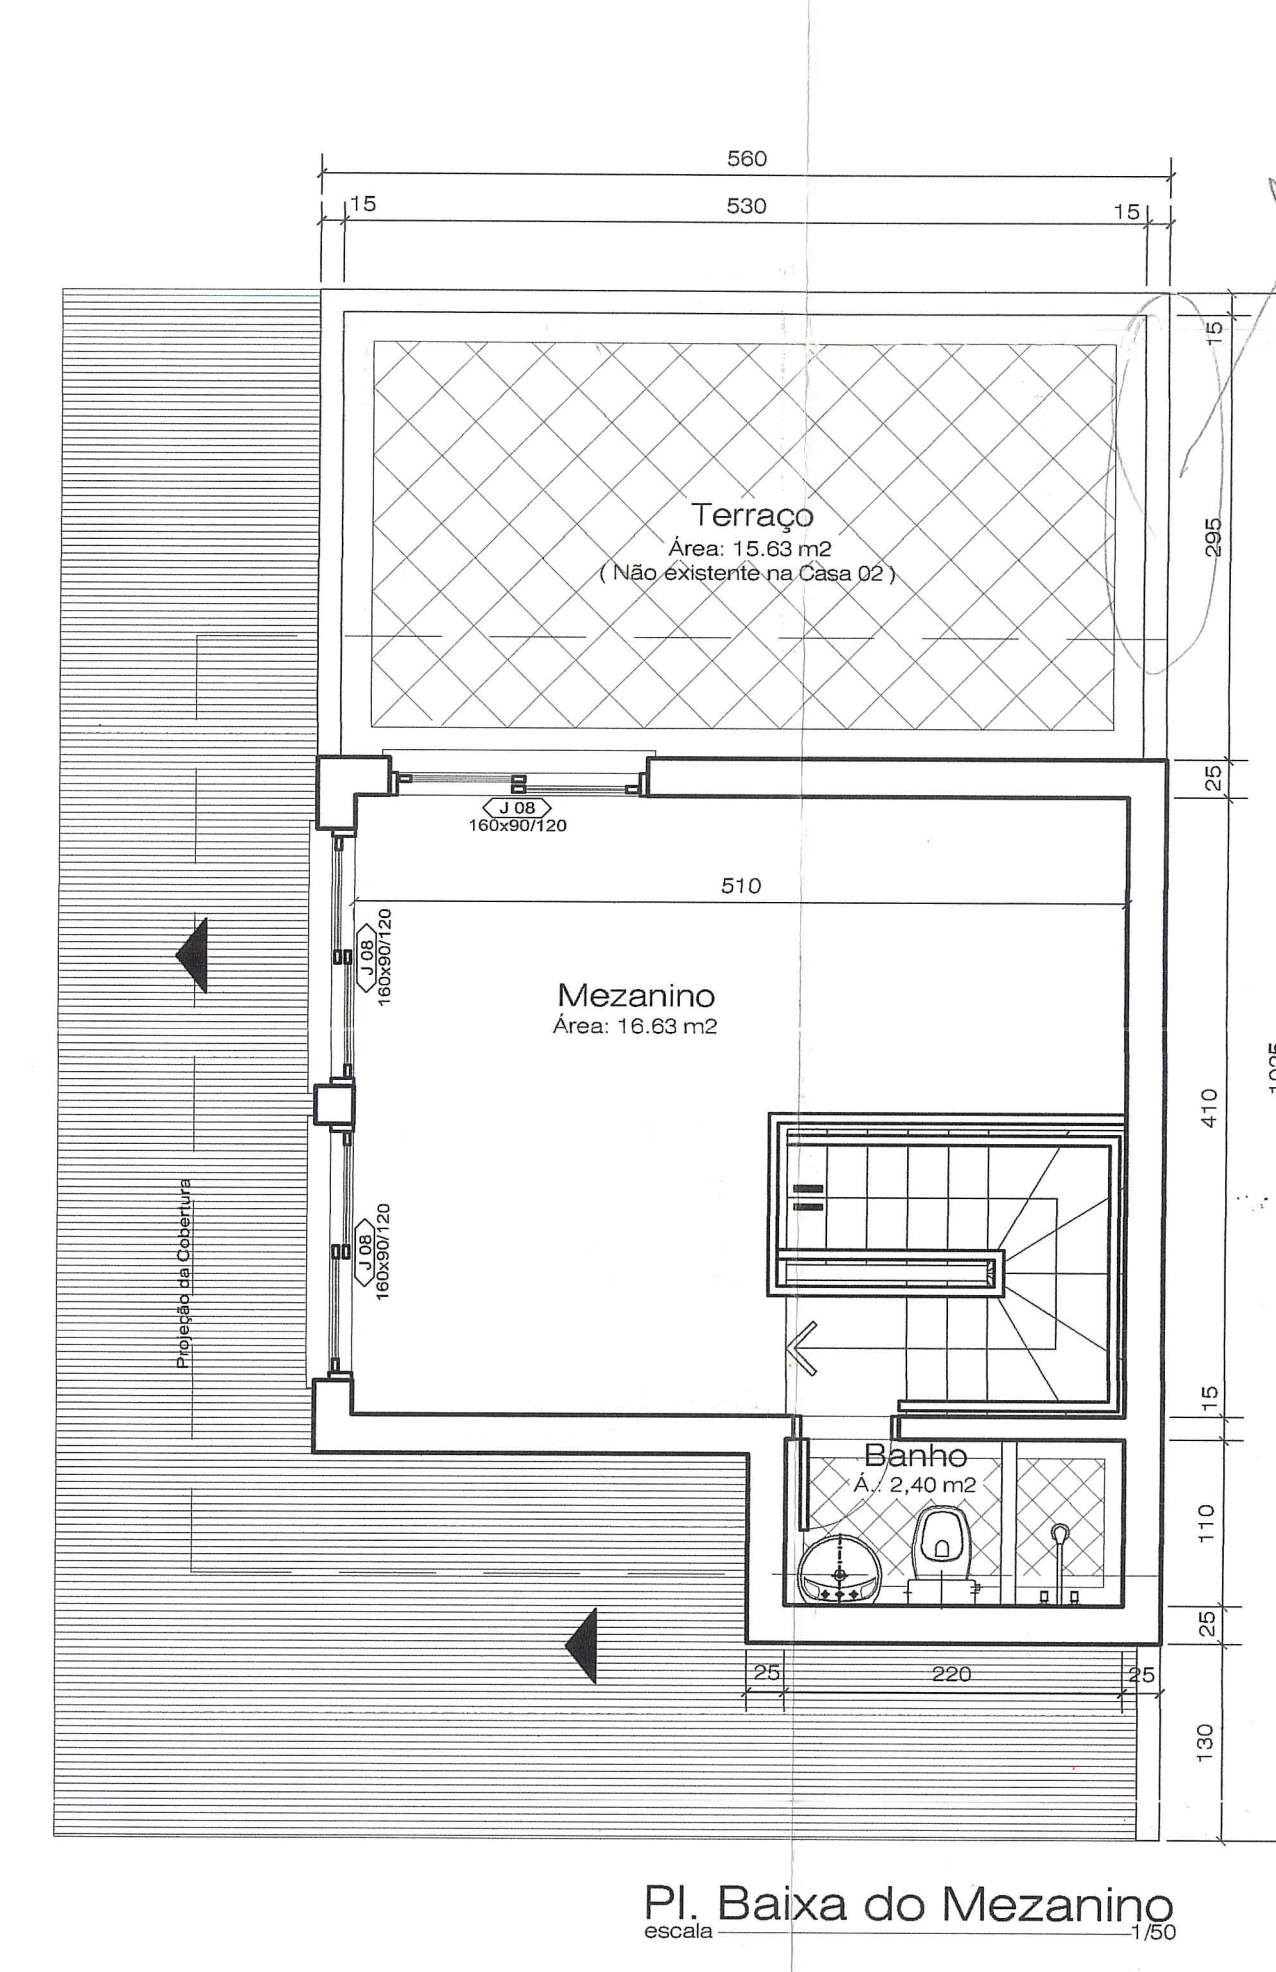 560
15
530
15
15
Terraço
Área: 15.63 m2
( Não existente na Casa 02 )
295
25
J 08
160x90/120
510
J 08
160x90/120
Mezanino
Área: 16.63 m2
410
Projeção da Cobertura
J 08
160x90/120
15
Banho
Á.: 2,40 m2
110
25
25
220
25
130
Pl. Baixa do Mezanino
escala 1/50